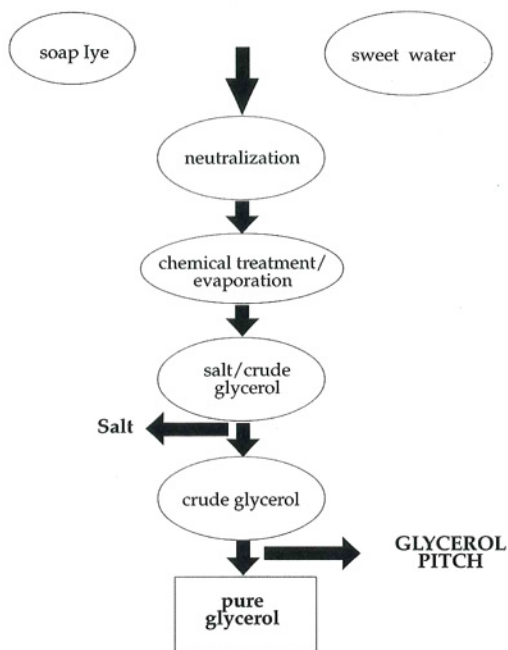 soap lye
sweet water
neutralization
chemical treatment/
evaporation
salt/crude
glycerol
Salt
crude glycerol
GLYCEROL
PITCH
pure
glycerol